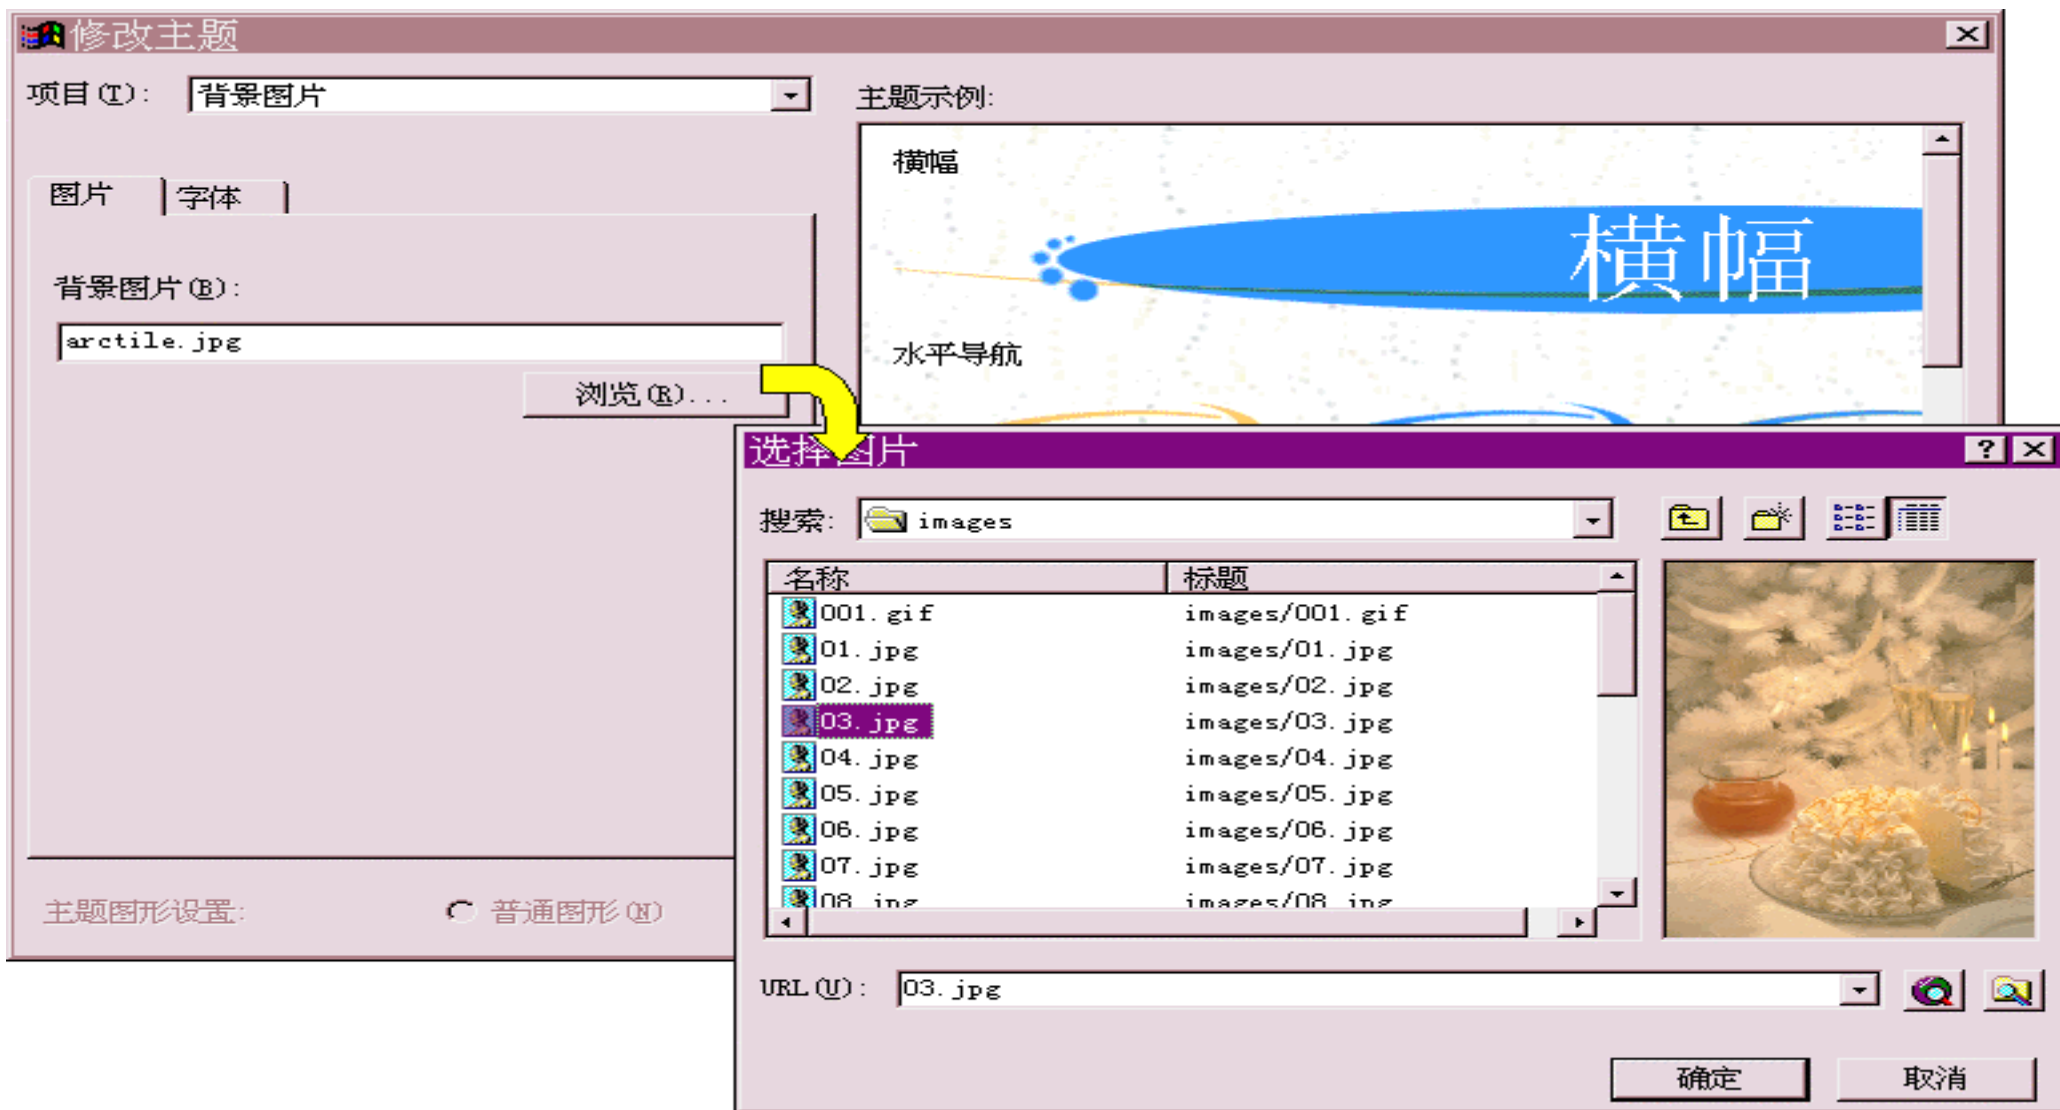 修改主题
项目(T): 背景图片
主题示例:
图片 字体
背景图片(B):
arctile.jpg
浏览(R)...
横幅
横幅
水平导航
主题图形设置: 普通图形(N)
选择图片
搜索: images
名称 标题
001.gif images/001.gif
01.jpg images/01.jpg
02.jpg images/02.jpg
03.jpg images/03.jpg
04.jpg images/04.jpg
05.jpg images/05.jpg
06.jpg images/06.jpg
07.jpg images/07.jpg
08.jpg images/08.jpg
URL(U): 03.jpg
确定 取消